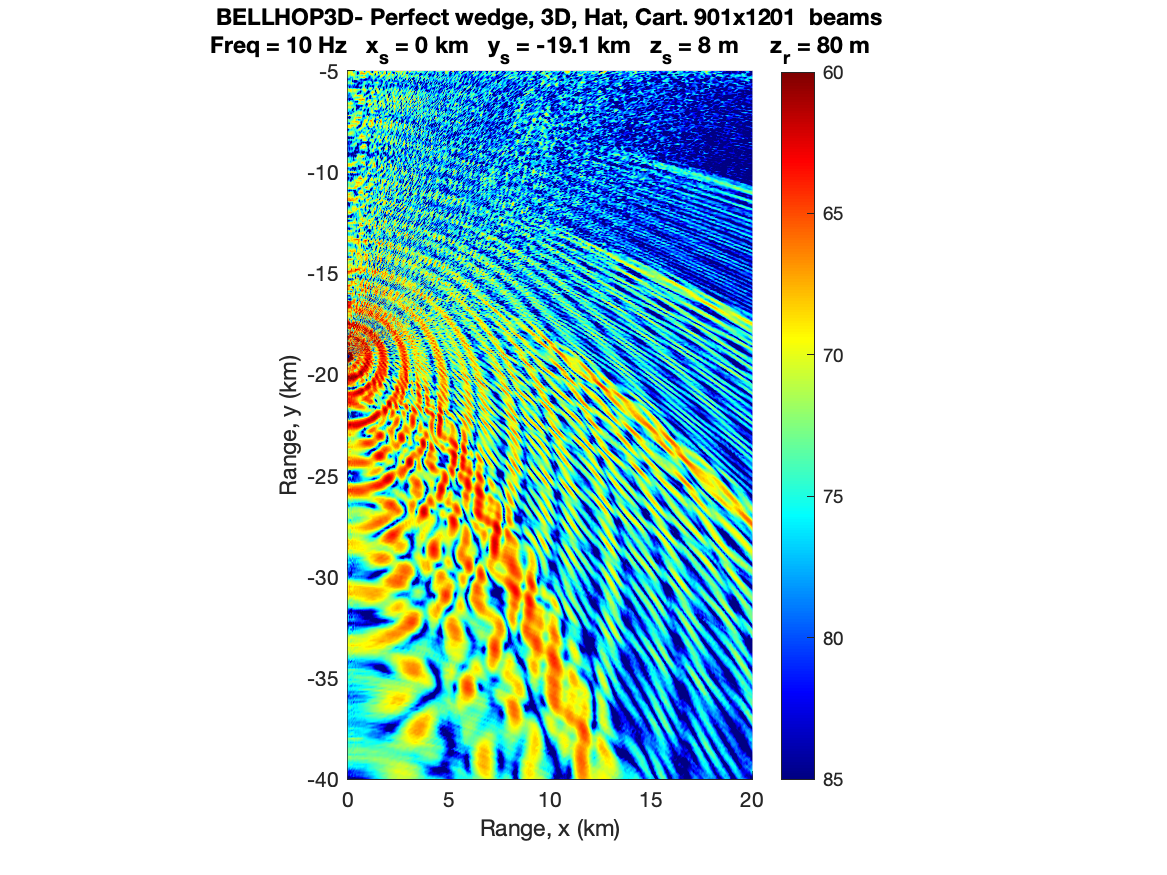 BELLHOP3D- Perfect wedge, 3D, Hat, Cart. 901x1201 beams
Freq = 10 Hz x_s = 0 km y_s = -19.1 km z_s = 8 m z_r = 80 m
-5
-10
-15
-20
-25
-30
-35
-40
Range, y (km)
0 5 10 15 20
Range, x (km)
60
65
70
75
80
85